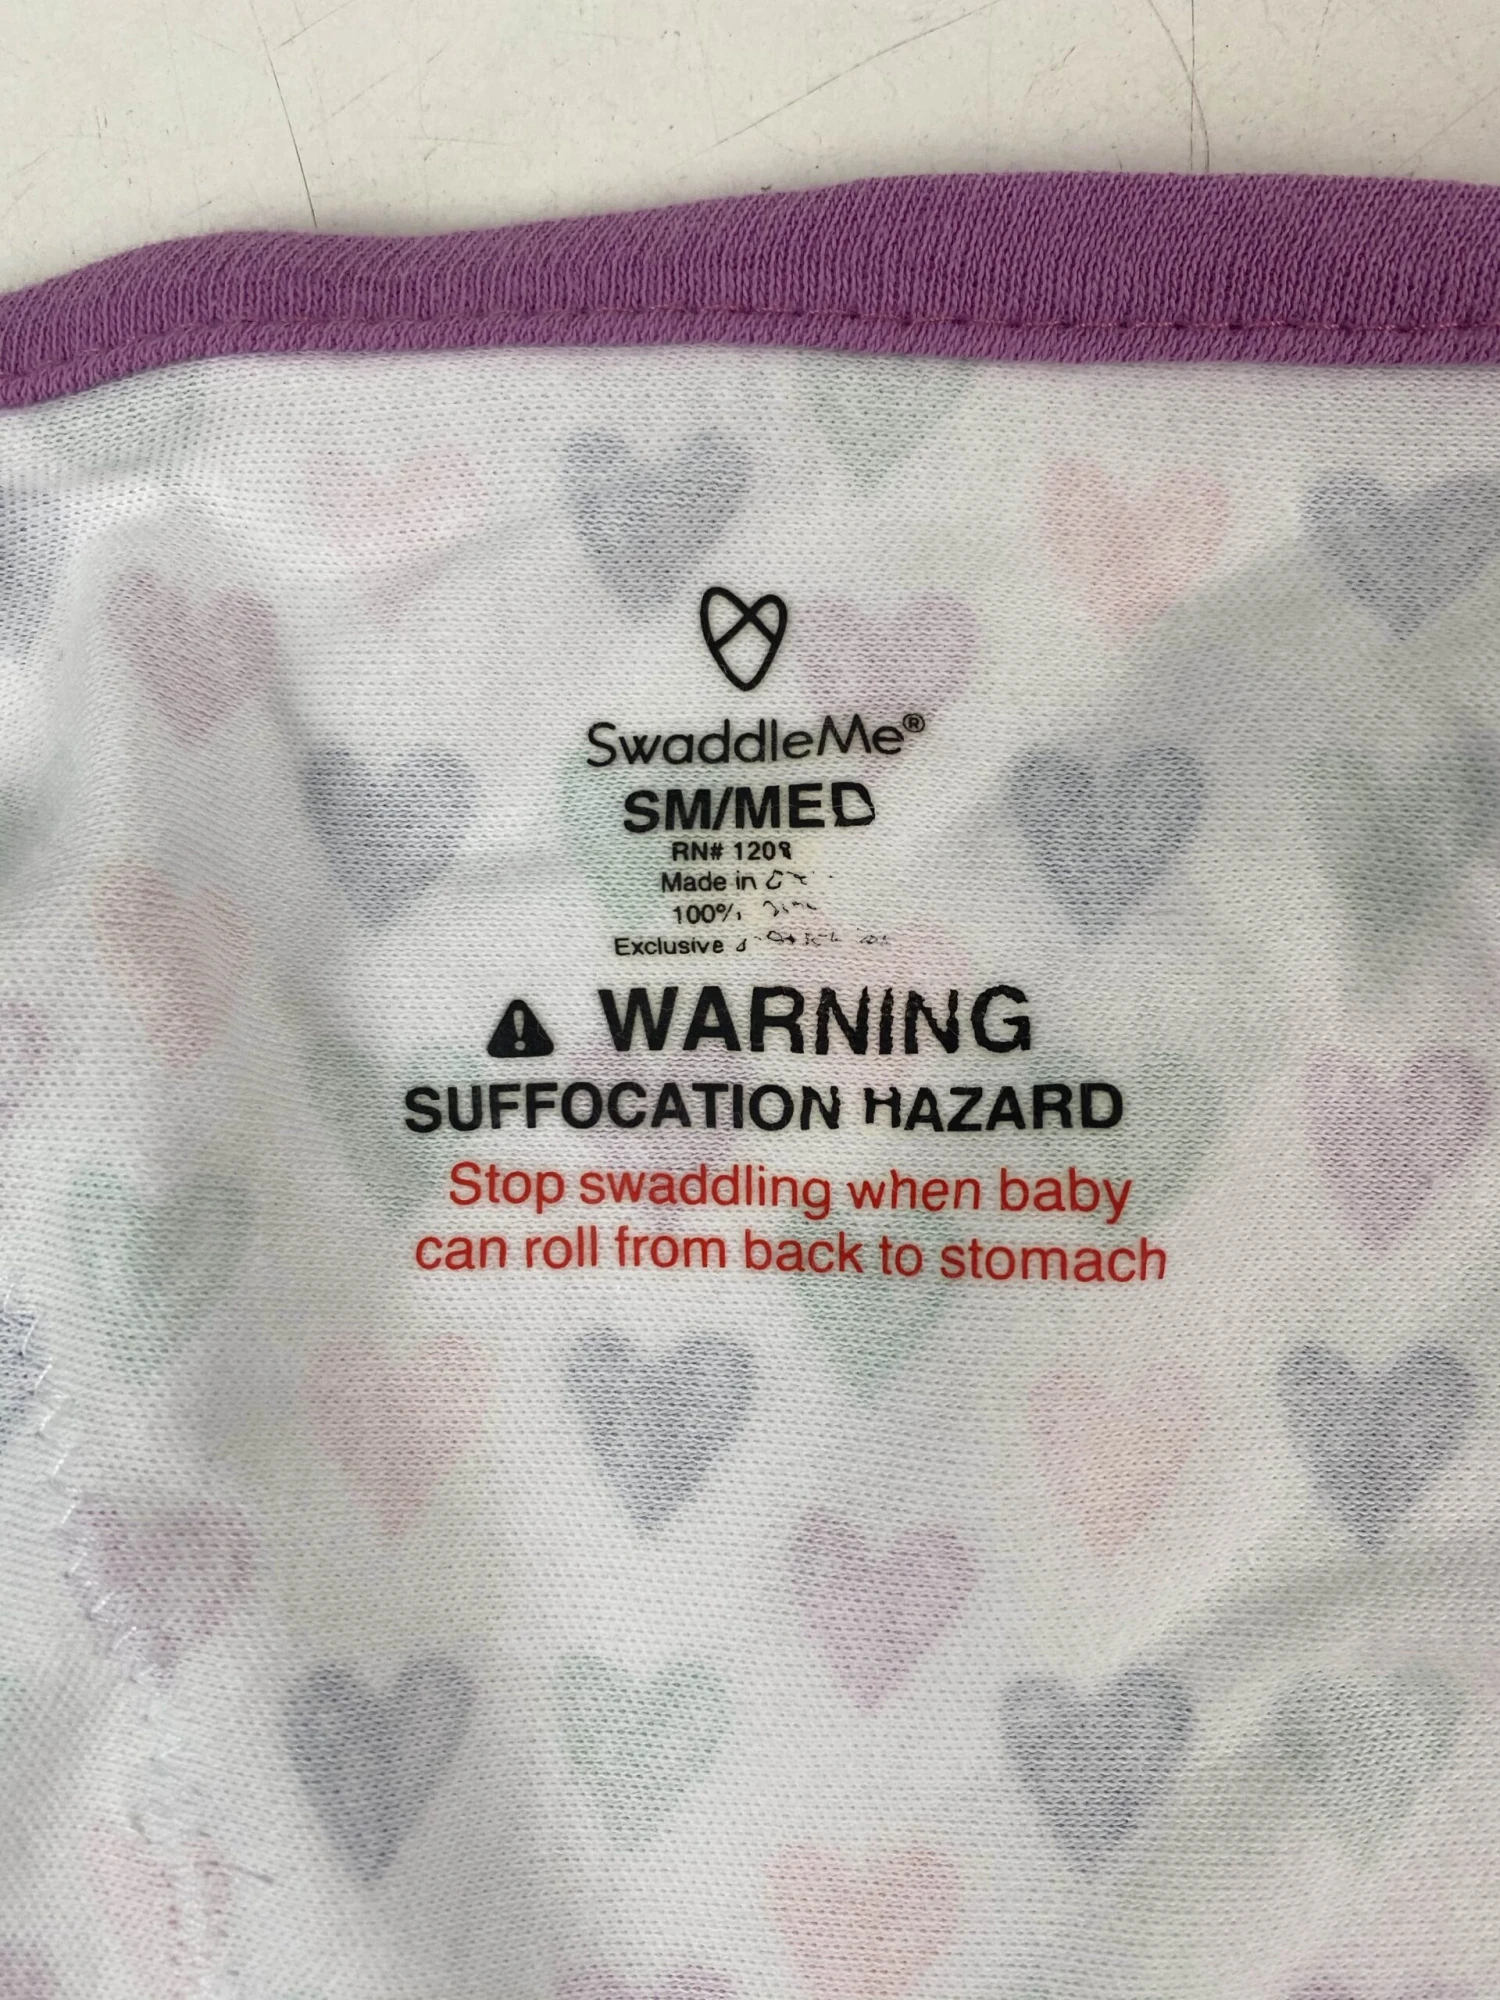 SwaddleMe®
SM/MED
RN#
Made in
100%
Exclusive
WARNING
SUFFOCATION HAZARD
Stop swaddling when baby
can roll from back to stomach